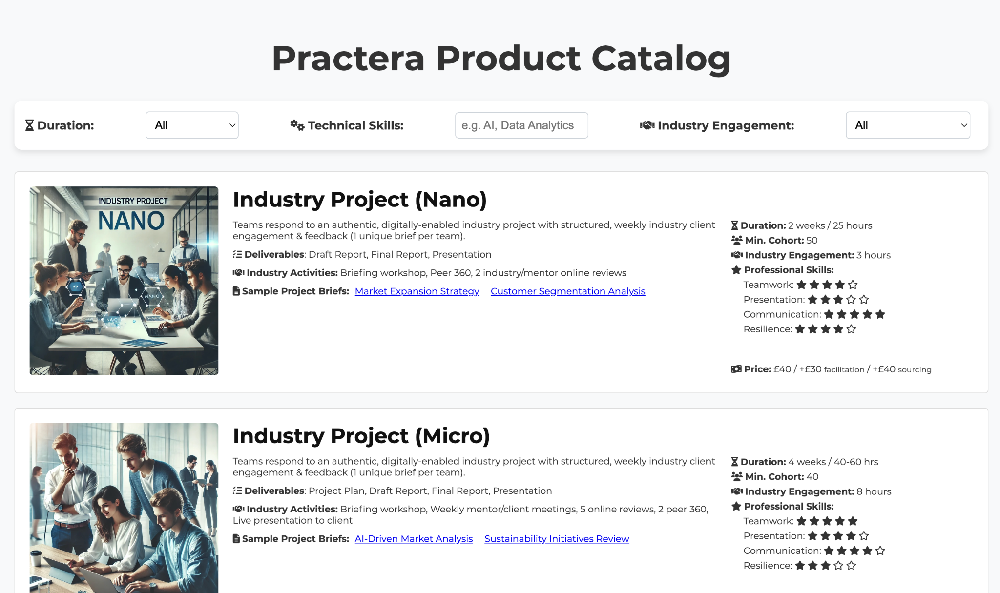 Practera Product Catalog
Duration:
All
Technical Skills:
e.g. AI, Data Analytics
Industry Engagement:
All
INDUSTRY PROJECT
NANO
NANO
Industry Project (Nano)
Teams respond to an authentic, digitally-enabled industry project with structured, weekly industry client
engagement & feedback (1 unique brief per team).
Deliverables: Draft Report, Final Report, Presentation
Industry Activities: Briefing workshop, Peer 360, 2 industry/mentor online reviews
Sample Project Briefs: Market Expansion Strategy Customer Segmentation Analysis
Duration: 2 weeks / 25 hours
Min. Cohort: 50
Industry Engagement: 3 hours
Professional Skills:
Teamwork: ★ ★ ★ ★ ☆
Presentation: ★ ★ ★ ☆ ☆
Communication: ★ ★ ★ ★ ★
Resilience: ★ ★ ★ ★ ☆
Price: £40 / +£30 facilitation / +£40 sourcing
Industry Project (Micro)
Teams respond to an authentic, digitally-enabled industry project with structured, weekly industry client
engagement & feedback (1 unique brief per team).
Deliverables: Project Plan, Draft Report, Final Report, Presentation
Industry Activities: Briefing workshop, Weekly mentor/client meetings, 5 online reviews, 2 peer 360,
Live presentation to client
Sample Project Briefs: AI-Driven Market Analysis Sustainability Initiatives Review
Duration: 4 weeks / 40-60 hrs
Min. Cohort: 40
Industry Engagement: 8 hours
Professional Skills:
Teamwork: ★ ★ ★ ★ ★
Presentation: ★ ★ ★ ★ ☆
Communication: ★ ★ ★ ★ ☆
Resilience: ★ ★ ★ ☆ ☆